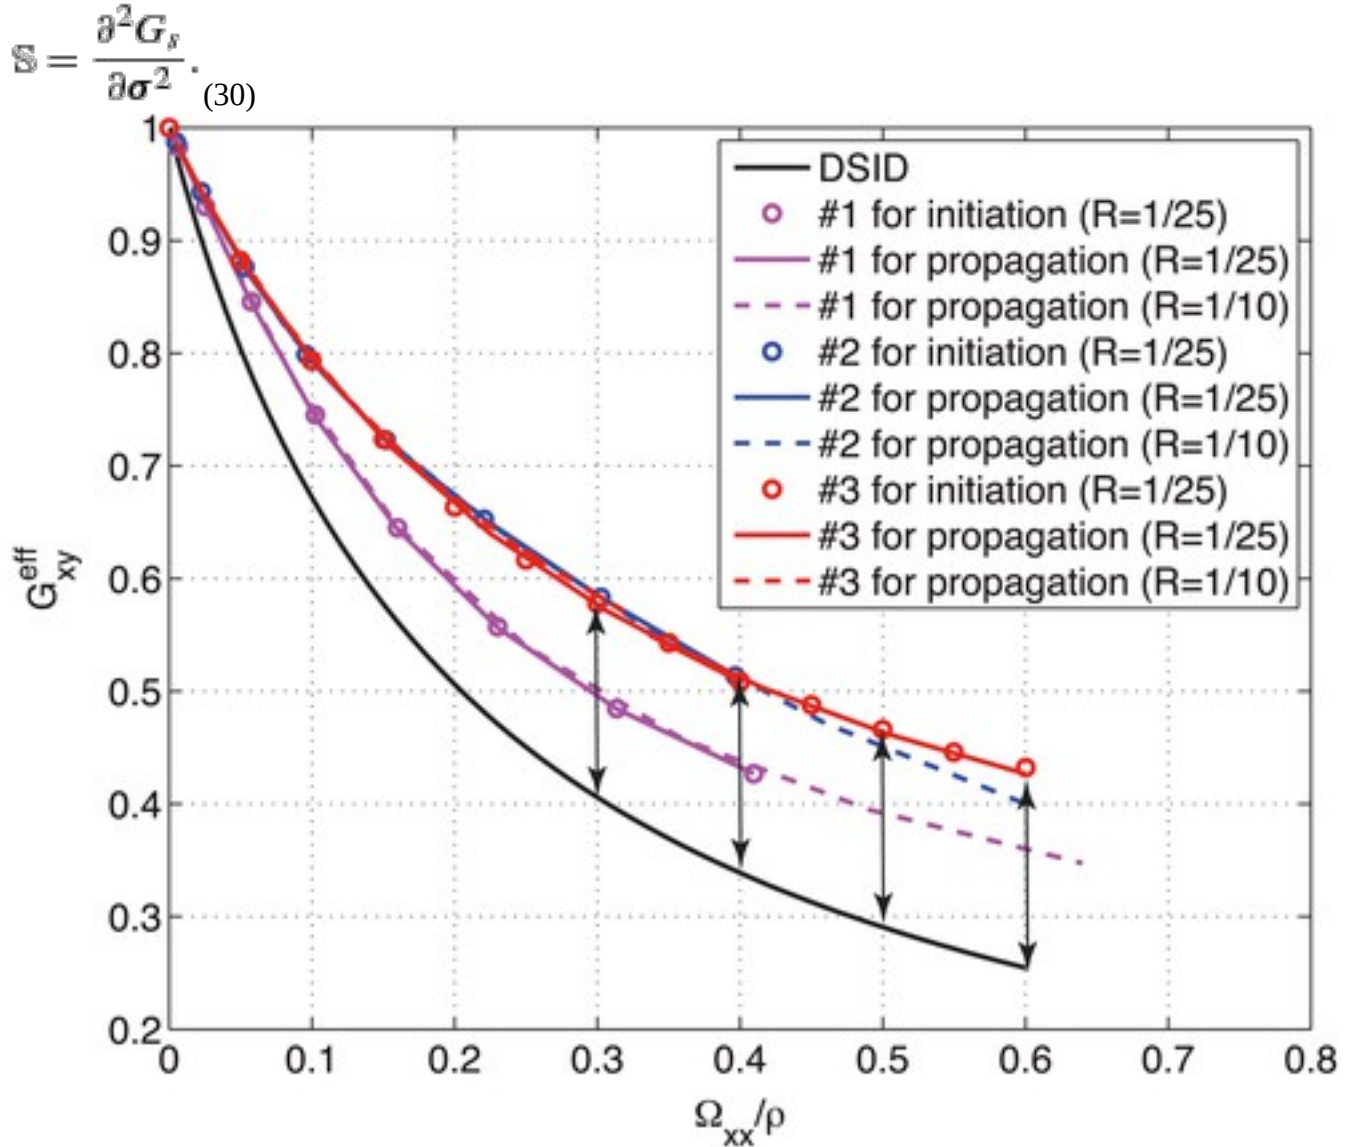 𝕊 = ∂²Gₛ / ∂σ² .
(30)
1
0.9
0.8
0.7
0.6
0.5
0.4
0.3
0.2
G_xy^eff
DSID
#1 for initiation (R=1/25)
#1 for propagation (R=1/25)
#1 for propagation (R=1/10)
#2 for initiation (R=1/25)
#2 for propagation (R=1/25)
#2 for propagation (R=1/10)
#3 for initiation (R=1/25)
#3 for propagation (R=1/25)
#3 for propagation (R=1/10)
0 0.1 0.2 0.3 0.4 0.5 0.6 0.7 0.8
Ω_xx/ρ